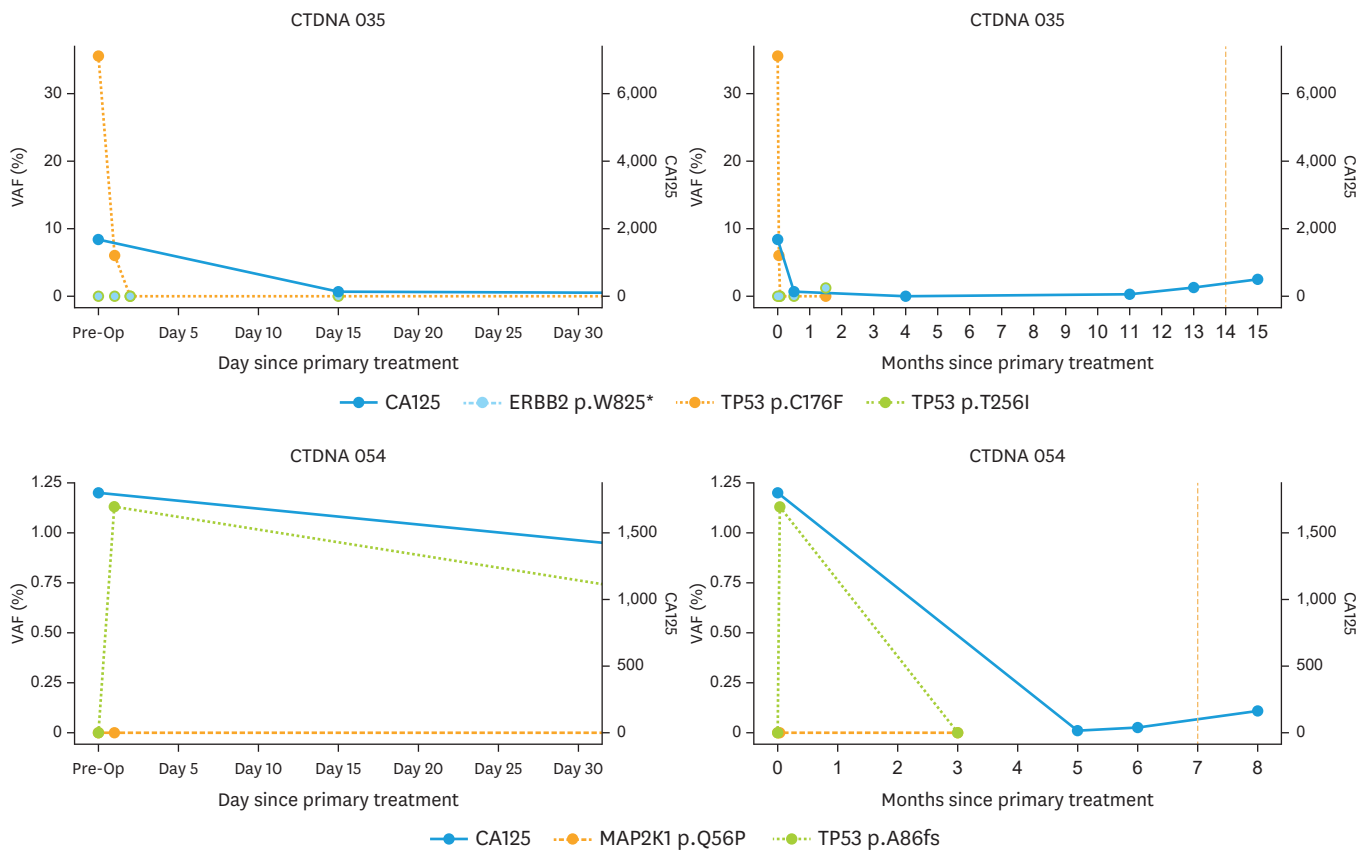 CTDNA 035
VAF (%)
30
20
10
0
6,000
4,000
2,000
0
CA125
Pre-Op Day 5 Day 10 Day 15 Day 20 Day 25 Day 30
Day since primary treatment
CTDNA 035
VAF (%)
30
20
10
0
6,000
4,000
2,000
0
CA125
0 1 2 3 4 5 6 7 8 9 10 11 12 13 14 15
Months since primary treatment
CA125 ERBB2 p.W825* TP53 p.C176F TP53 p.T256I
CTDNA 054
VAF (%)
1.25
1.00
0.75
0.50
0.25
0
1,500
1,000
500
0
CA125
Pre-Op Day 5 Day 10 Day 15 Day 20 Day 25 Day 30
Day since primary treatment
CTDNA 054
VAF (%)
1.25
1.00
0.75
0.50
0.25
0
1,500
1,000
500
0
CA125
0 1 2 3 4 5 6 7 8
Months since primary treatment
CA125 MAP2K1 p.Q56P TP53 p.A86fs